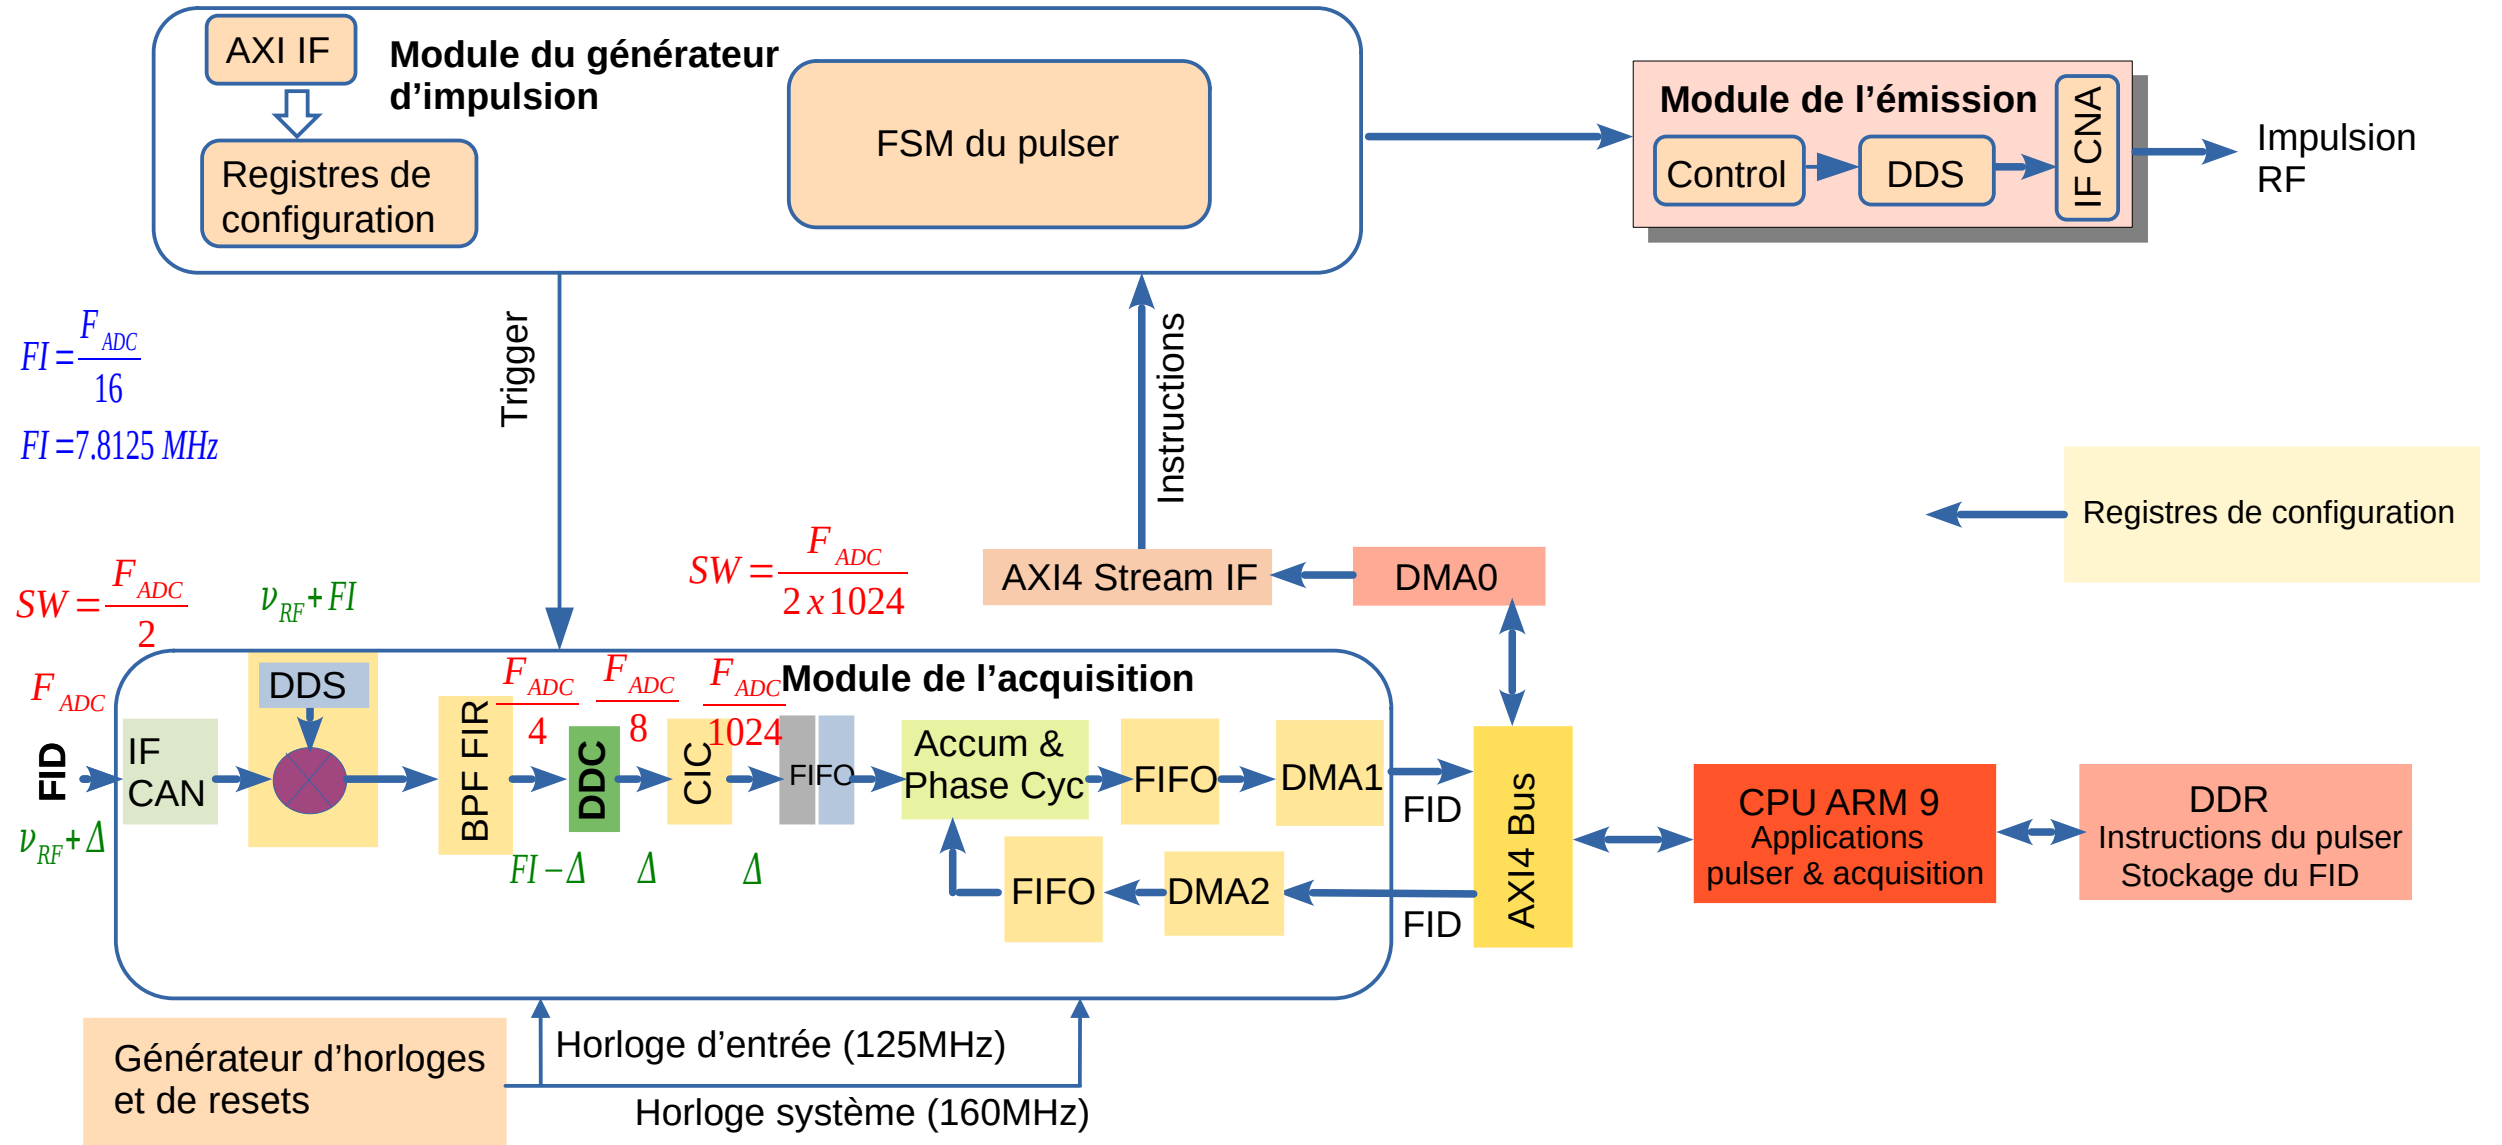 AXI IF
Module du générateur
d’impulsion
Registres de
configuration
FSM du pulser
Module de l’émission
Control
DDS
IF CNA
Impulsion
RF
FI = F_ADC / 16
FI = 7.8125 MHz
Trigger
Instructions
Registres de configuration
SW = F_ADC / 2
ν_RF + FI
SW = F_ADC / 2 x 1024
AXI4 Stream IF
DMA0
F_ADC
FID
ν_RF + Δ
Module de l’acquisition
IF
CAN
DDS
BPF FIR
F_ADC / 4
DDC
FI − Δ
F_ADC / 8
Δ
CIC
F_ADC / 1024
Δ
FIFO
Accum &
Phase Cyc
FIFO
DMA1
FIFO
DMA2
FID
FID
AXI4 Bus
CPU ARM 9
Applications
pulser & acquisition
DDR
Instructions du pulser
Stockage du FID
Générateur d’horloges
et de resets
Horloge d’entrée (125MHz)
Horloge système (160MHz)